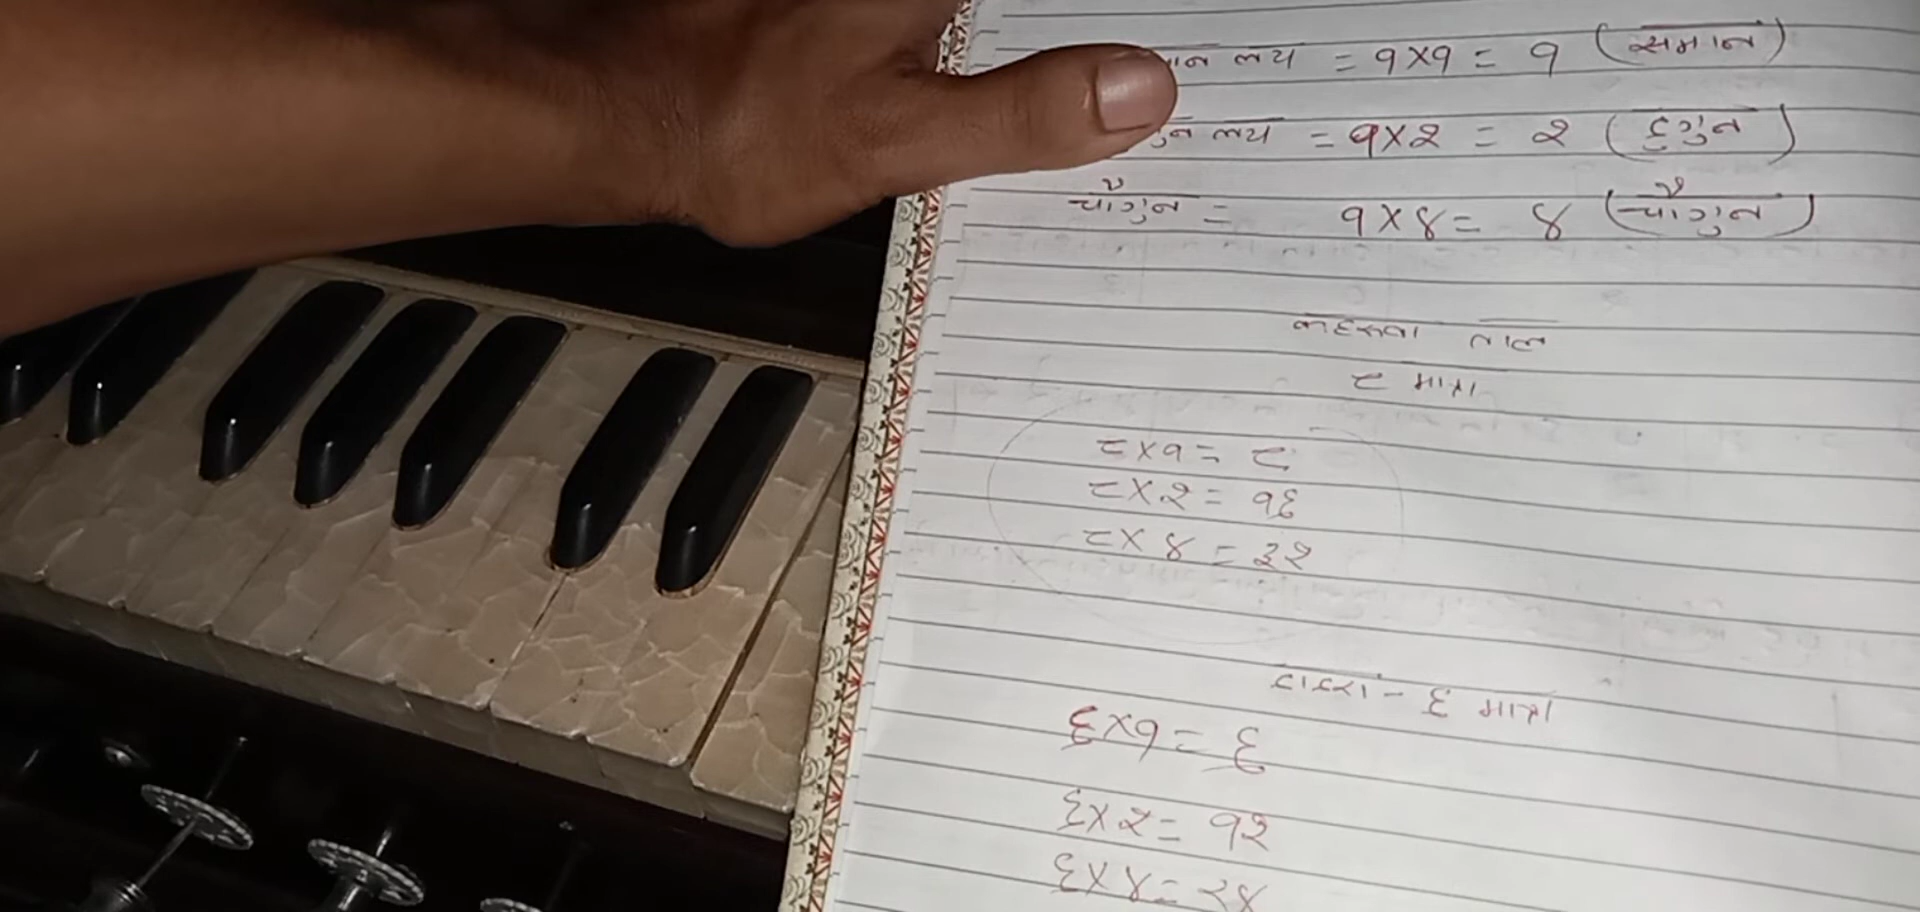 लय = १×१ = १ (समान)
लय = १×२ = २ (दुगुन)
चौगुन = १×४ = ४ (चौगुन)
कहरवा ताल
८ मात्रा
८×१ = ८
८×२ = १६
८×४ = ३२
दादरा - ६ मात्रा
६×१ = ६
६×२ = १२
६×४ = २४